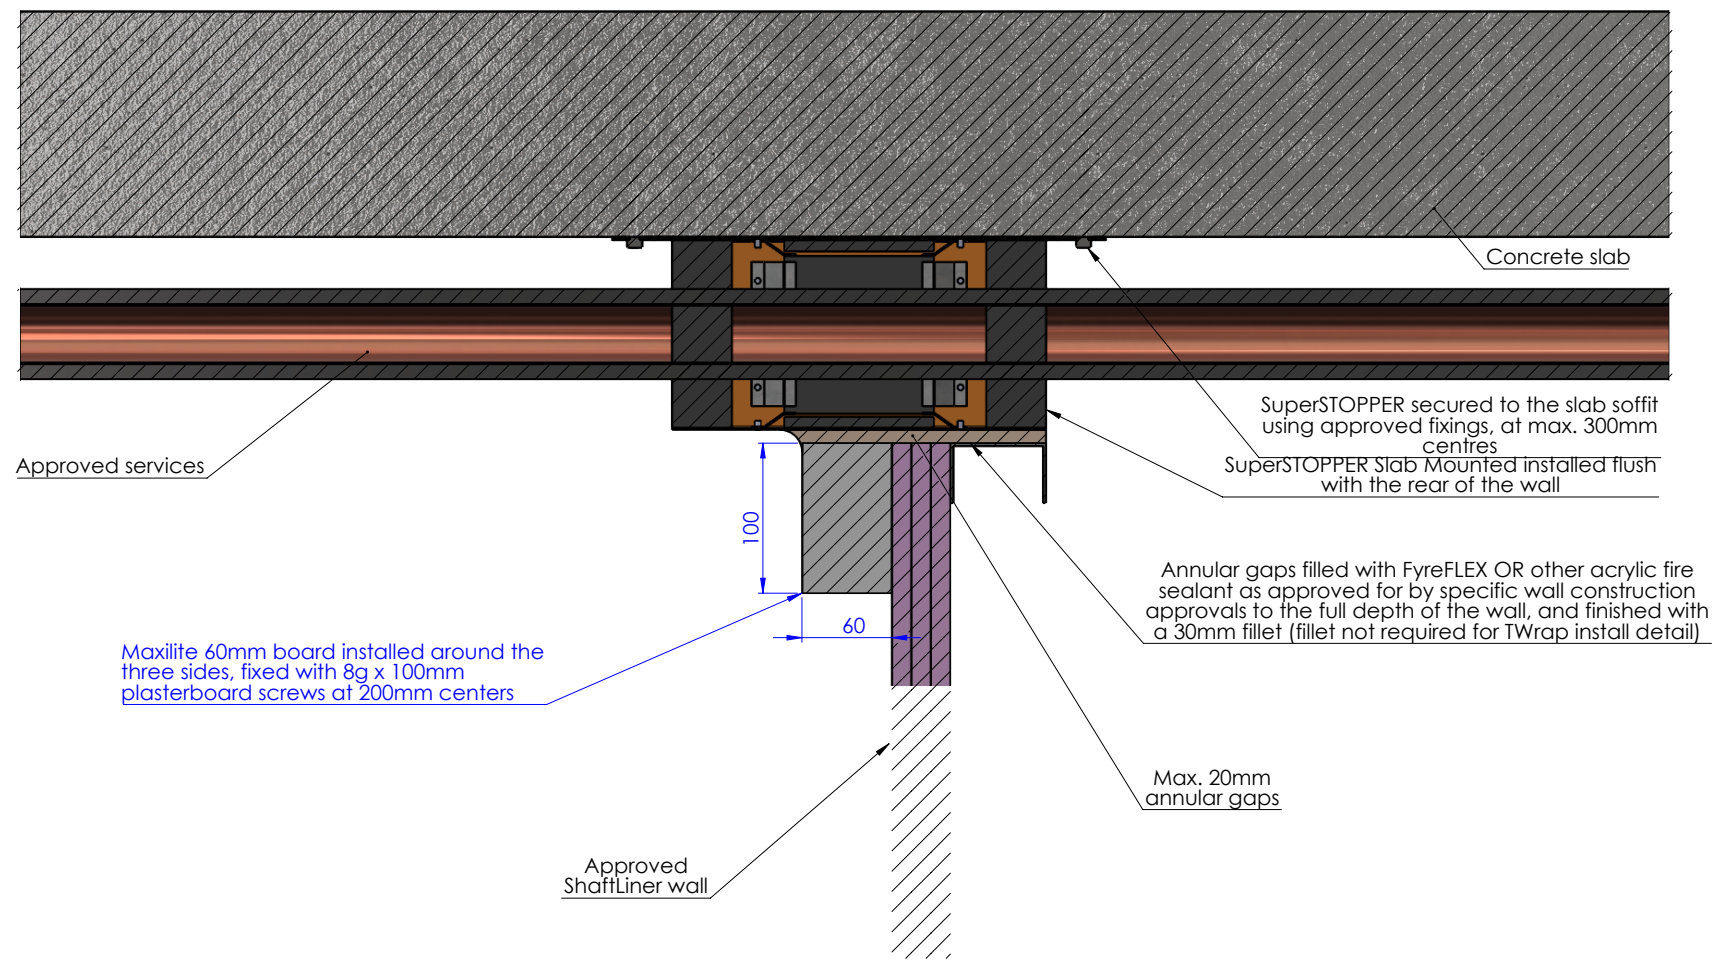 Concrete slab
SuperSTOPPER secured to the slab soffit
using approved fixings, at max. 300mm
centres
SuperSTOPPER Slab Mounted installed flush
with the rear of the wall
Approved services
100
Annular gaps filled with FyreFLEX OR other acrylic fire
sealant as approved for by specific wall construction
approvals to the full depth of the wall, and finished with
a 30mm fillet (fillet not required for TWrap install detail)
60
Maxilite 60mm board installed around the
three sides, fixed with 8g x 100mm
plasterboard screws at 200mm centers
Max. 20mm
annular gaps
Approved
ShaftLiner wall